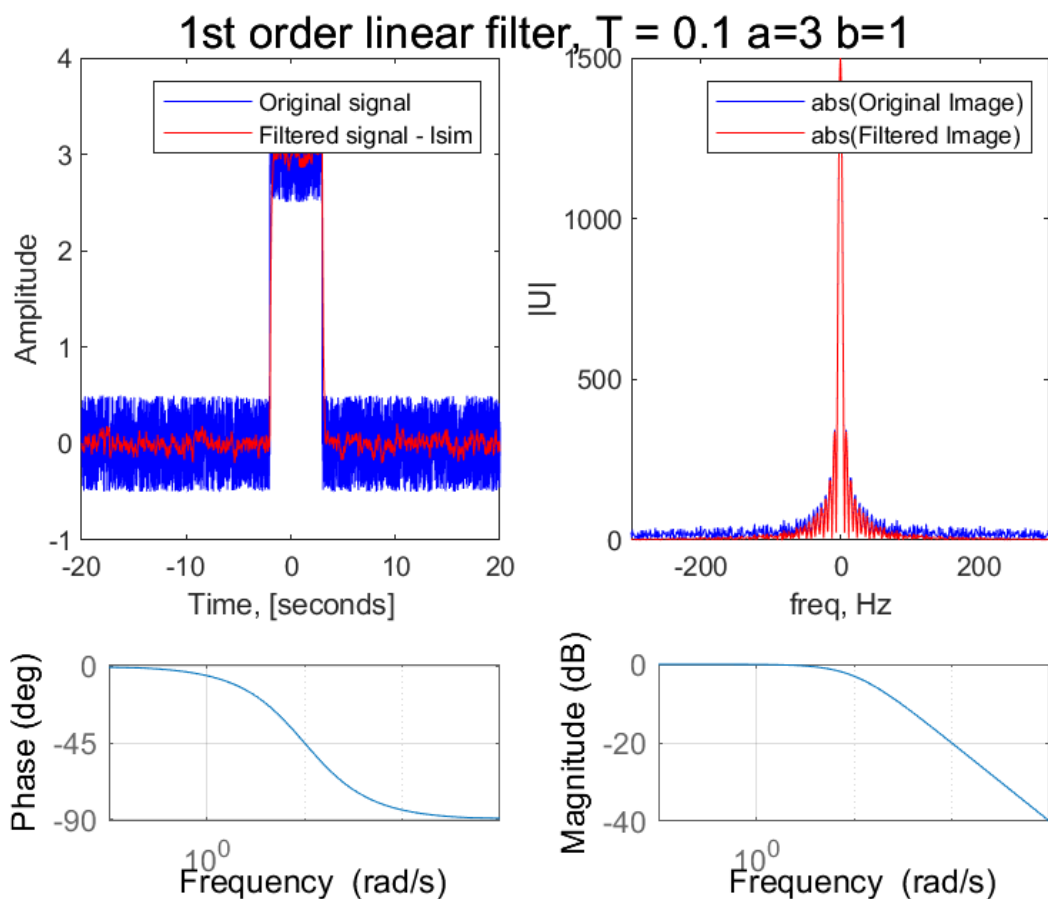 1st order linear filter, T = 0.1 a=3 b=1
4
3
2
1
0
-1
Amplitude
Original signal
Filtered signal - lsim
-20
-10
0
10
20
Time, [seconds]
1500
1000
500
0
|U|
abs(Original Image)
abs(Filtered Image)
-200
0
200
freq, Hz
0
-45
-90
Phase (deg)
10^0
Frequency (rad/s)
0
-20
-40
Magnitude (dB)
10^0
Frequency (rad/s)